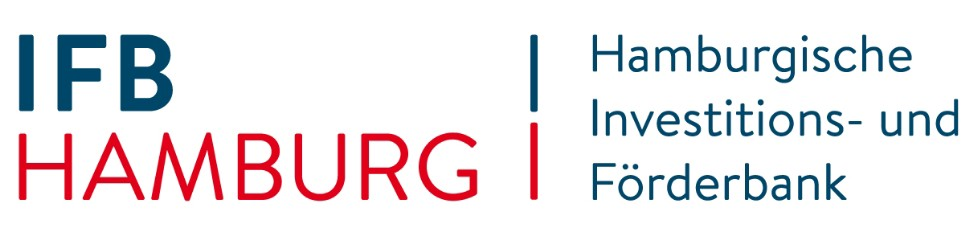 IFB
HAMBURG
Hamburgische
Investitions- und
Förderbank